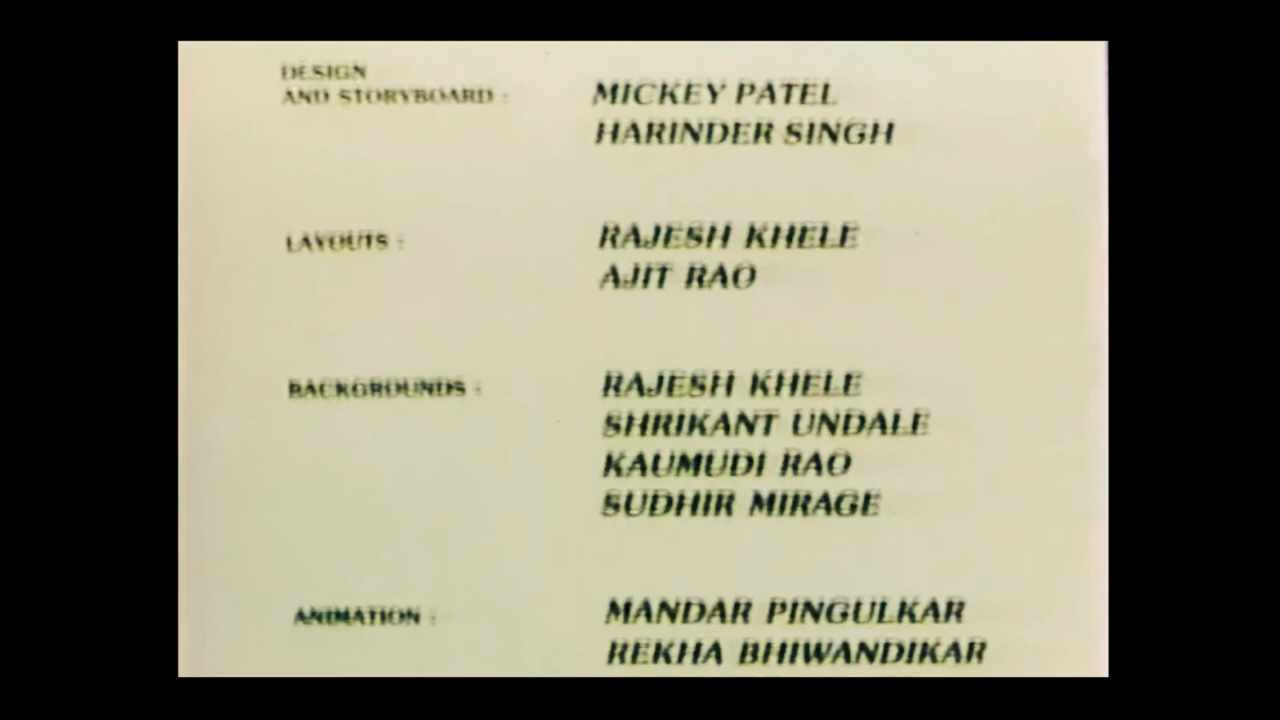 DESIGN
AND STORYBOARD : MICKEY PATEL
HARINDER SINGH
LAYOUTS : RAJESH KHELE
AJIT RAO
BACKGROUNDS : RAJESH KHELE
SHRIKANT UNDALE
KAUMUDI RAO
SUDHIR MIRAGE
ANIMATION : MANDAR PINGULKAR
REKHA BHIWANDIKAR